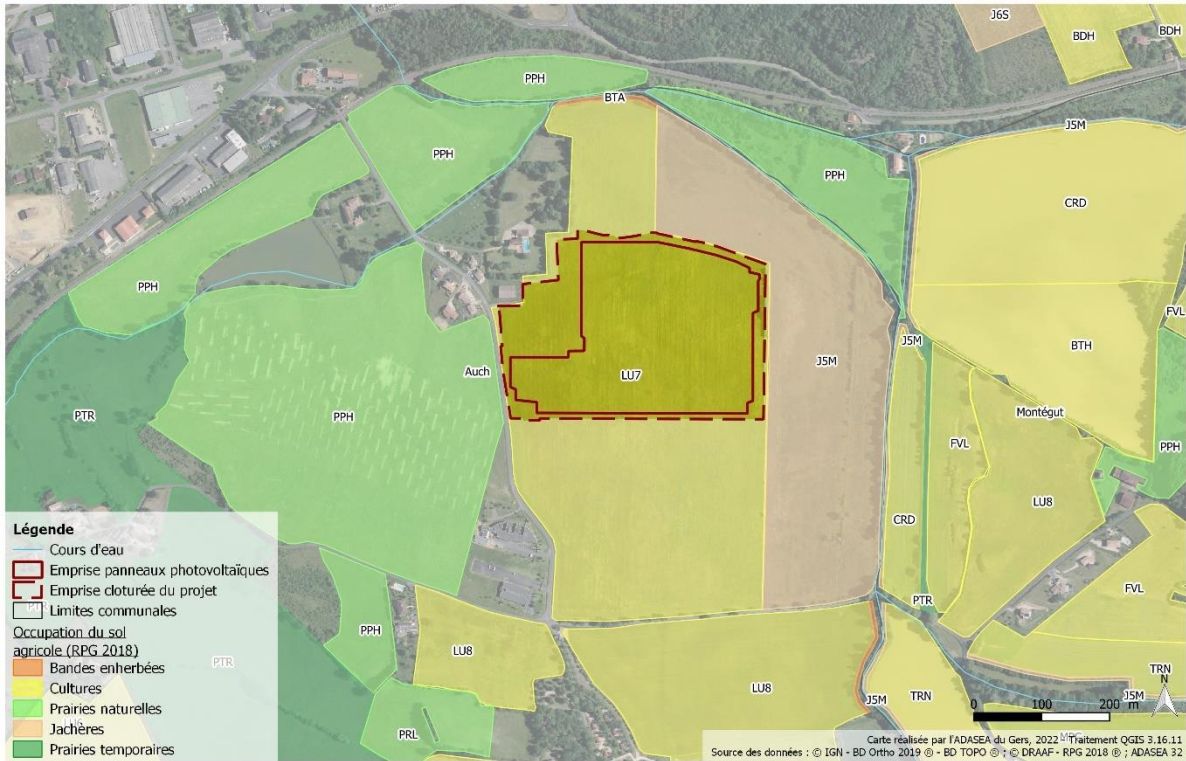 J6S
BDH
BDH
PPH
BTA
J5M
PPH
PPH
CRD
PPH
FVL
J5M
BTH
Auch
LU7
J5M
PTR
PPH
Montégut
PPH
FVL
LU8
CRD
Légende
Cours d'eau
Emprise panneaux photovoltaïques
Emprise cloturée du projet
Limites communales
Occupation du sol
agricole (RPG 2018)
Bandes enherbées
Cultures
Prairies naturelles
Jachères
Prairies temporaires
PTR
PTR
LU6
PPH
LU8
PRL
LU8
PTR
FVL
TRN
J5M
TRN
J5M
N
0 100 200 m
Carte réalisée par l'ADASEA du Gers, 2022 - Traitement QGIS 3.16.11
Source des données : © IGN - BD Ortho 2019 ® - BD TOPO ® ; © DRAAF - RPG 2018 ® ; ADASEA 32